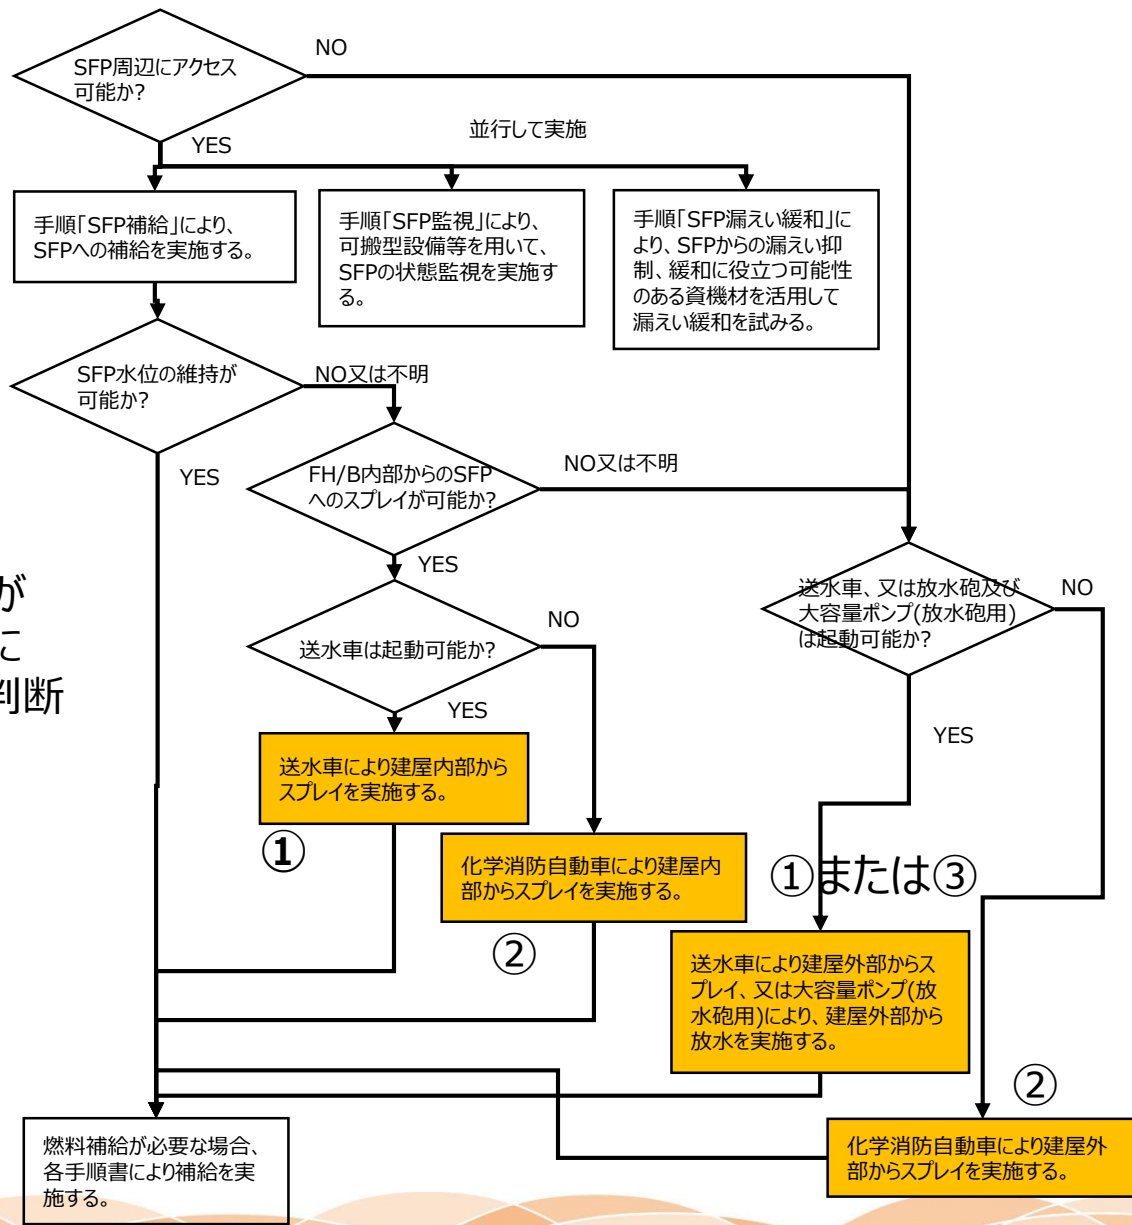 SFP周辺にアクセス
可能か?
NO
YES
並行して実施
手順「SFP補給」により、
SFPへの補給を実施する。
手順「SFP監視」により、
可搬型設備等を用いて、
SFPの状態監視を実施す
る。
手順「SFP漏えい緩和」に
より、SFPからの漏えい抑
制、緩和に役立つ可能性
のある資機材を活用して
漏えい緩和を試みる。
SFP水位の維持が
可能か?
NO又は不明
YES
FH/B内部からのSFP
へのスプレイが可能か?
NO又は不明
YES
が
に
判断
送水車は起動可能か?
NO
YES
送水車、又は放水砲及び
大容量ポンプ(放水砲用)
は起動可能か?
NO
YES
送水車により建屋内部から
スプレイを実施する。
①
化学消防自動車により建屋内
部からスプレイを実施する。
②
①または③
送水車により建屋外部からス
プレイ、又は大容量ポンプ(放
水砲用)により、建屋外部から
放水を実施する。
②
化学消防自動車により建屋外
部からスプレイを実施する。
燃料補給が必要な場合、
各手順書により補給を実
施する。